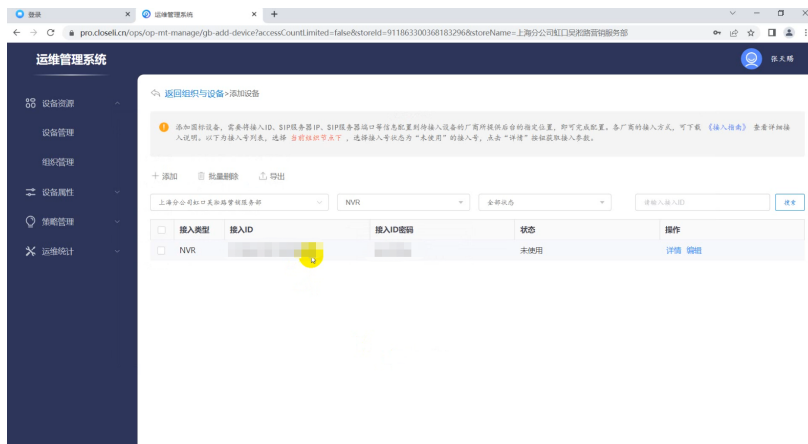 登录
运维管理系统
pro.closeli.cn/ops/op-mt-manage/gb-add-device?accessCountLimited=false&storeId=911863300368183296&storeName=上海分公司虹口吴淞路营销服务部
运维管理系统
张天赐
设备资源
设备管理
组织管理
设备属性
策略管理
运维统计
返回组织与设备>添加设备
添加国标设备，需要将接入ID、SIP服务器IP、SIP服务器端口等信息配置到待接入设备的厂商所提供后台的指定位置，即可完成配置。各厂商的接入方式，可下载 《接入指南》 查看详细接
入说明。以下为接入号列表，选择 当前组织节点下 ，选择接入号状态为“未使用”的接入号，点击“详情”按钮获取接入参数。
添加 批量删除 导出
上海分公司虹口吴淞路营销服务部 NVR 全部状态 请输入接入ID 搜索
接入类型 接入ID 接入ID密码 状态 操作
NVR 未使用 详情 编辑